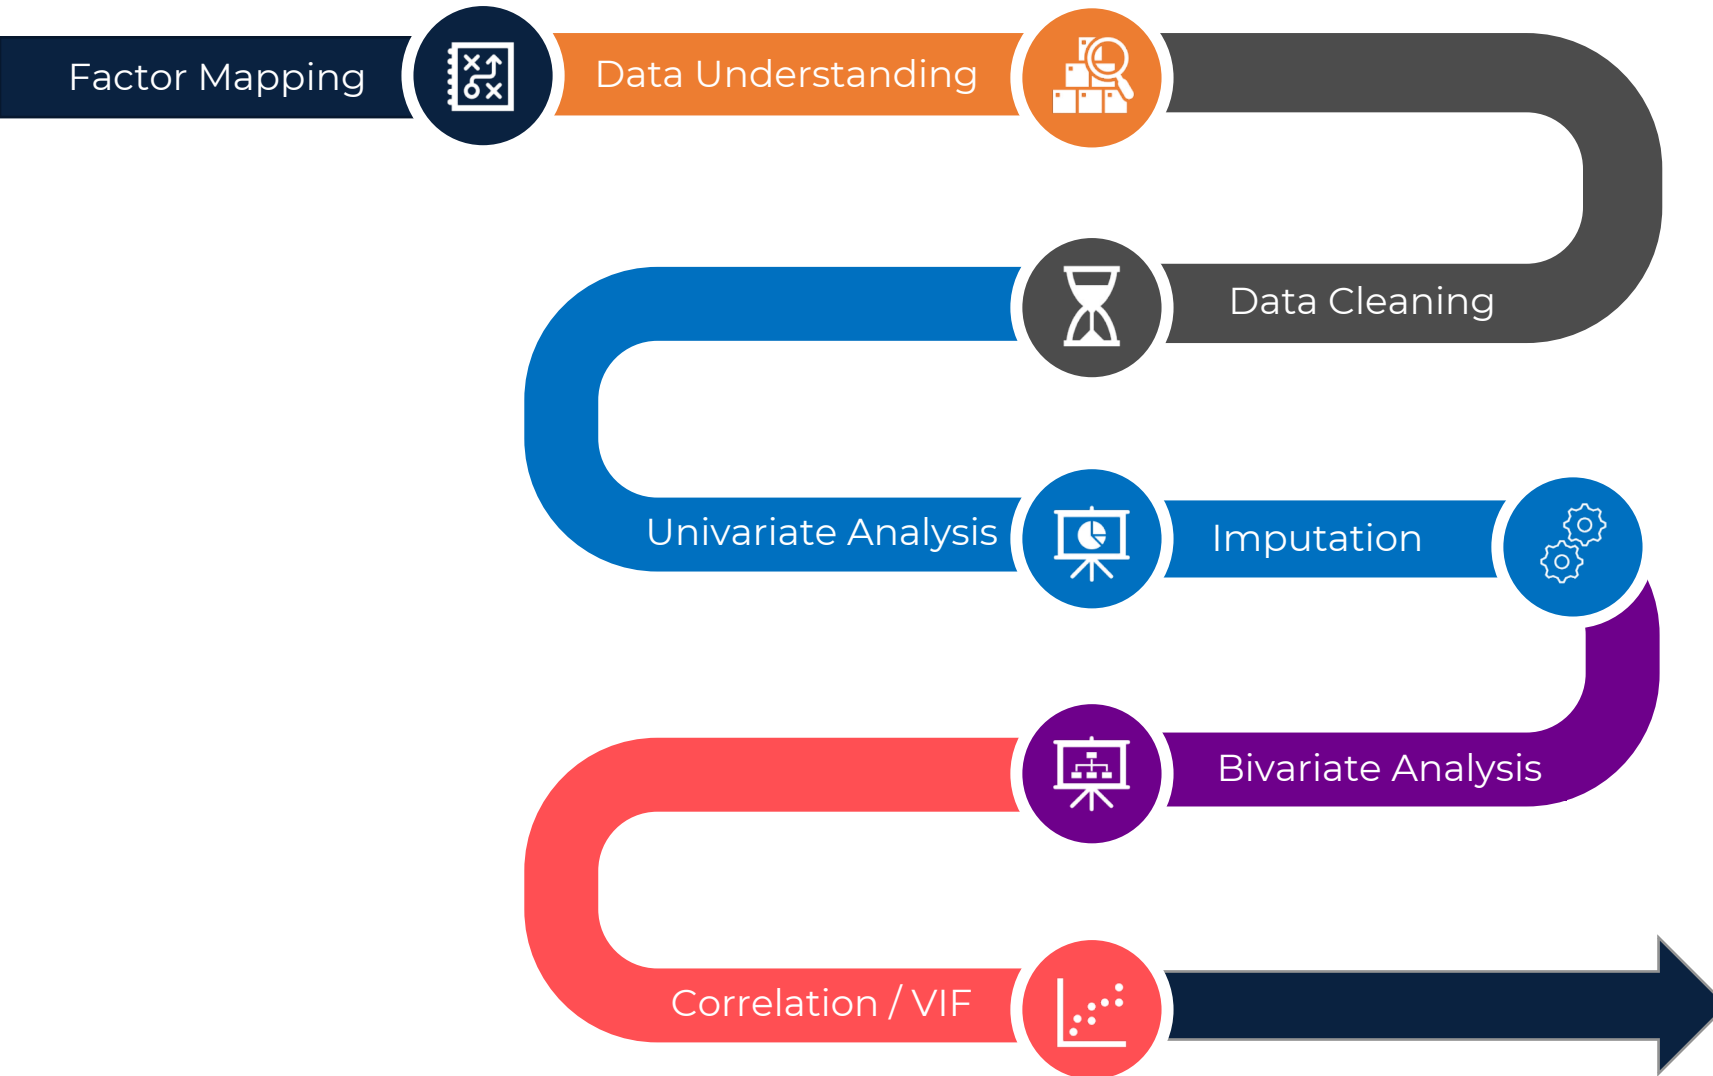 Factor Mapping
Data Understanding
Data Cleaning
Univariate Analysis
Imputation
Bivariate Analysis
Correlation / VIF